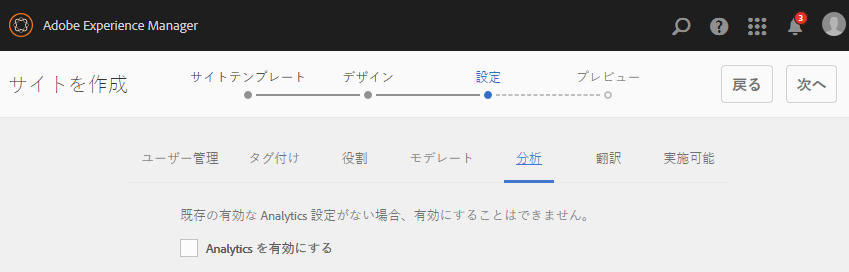 Adobe Experience Manager
3
サイトを作成
サイトテンプレート
デザイン
設定
プレビュー
戻る
次へ
ユーザー管理
タグ付け
役割
モデレート
分析
翻訳
実施可能
既存の有効な Analytics 設定がない場合、有効にすることはできません。
Analytics を有効にする